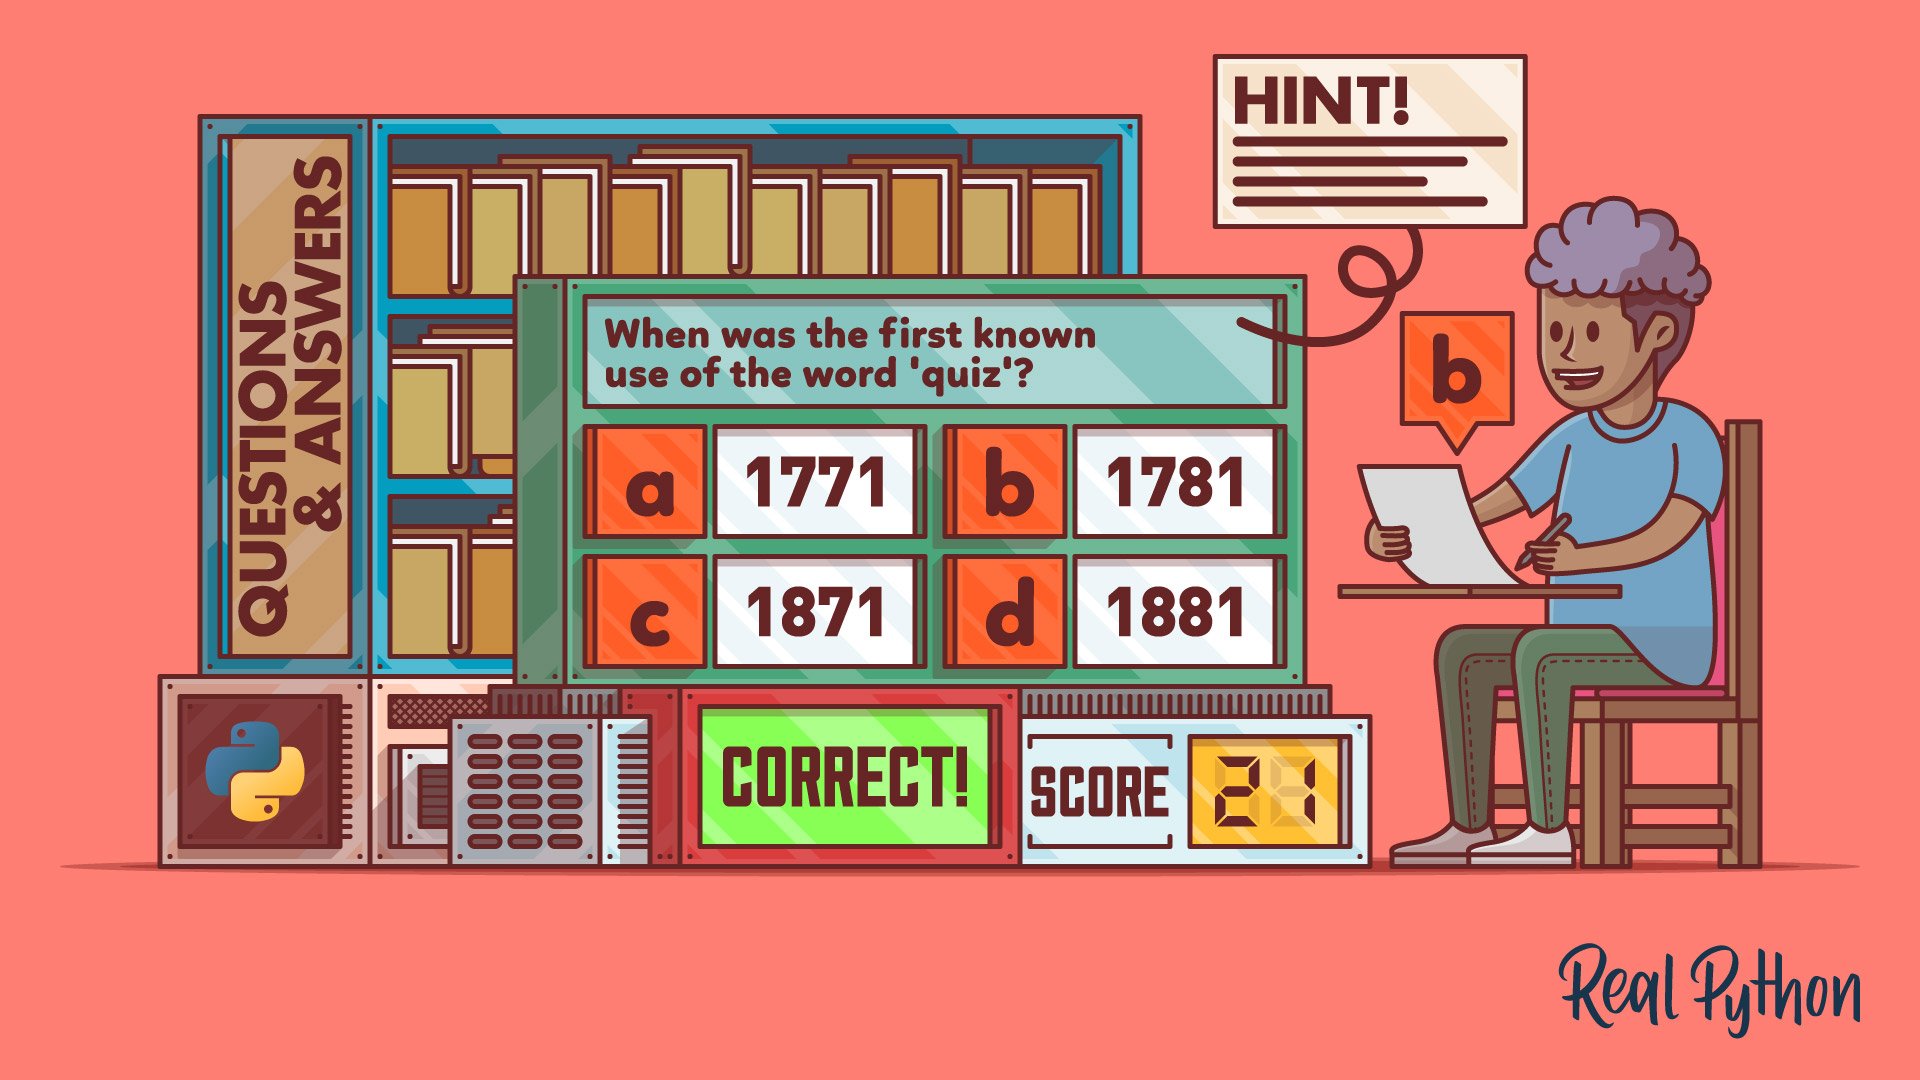 QUESTIONS
& ANSWERS
HINT!
When was the first known
use of the word 'quiz'?
b
a 1771 b 1781
c 1871 d 1881
CORRECT!
SCORE 21
Real Python